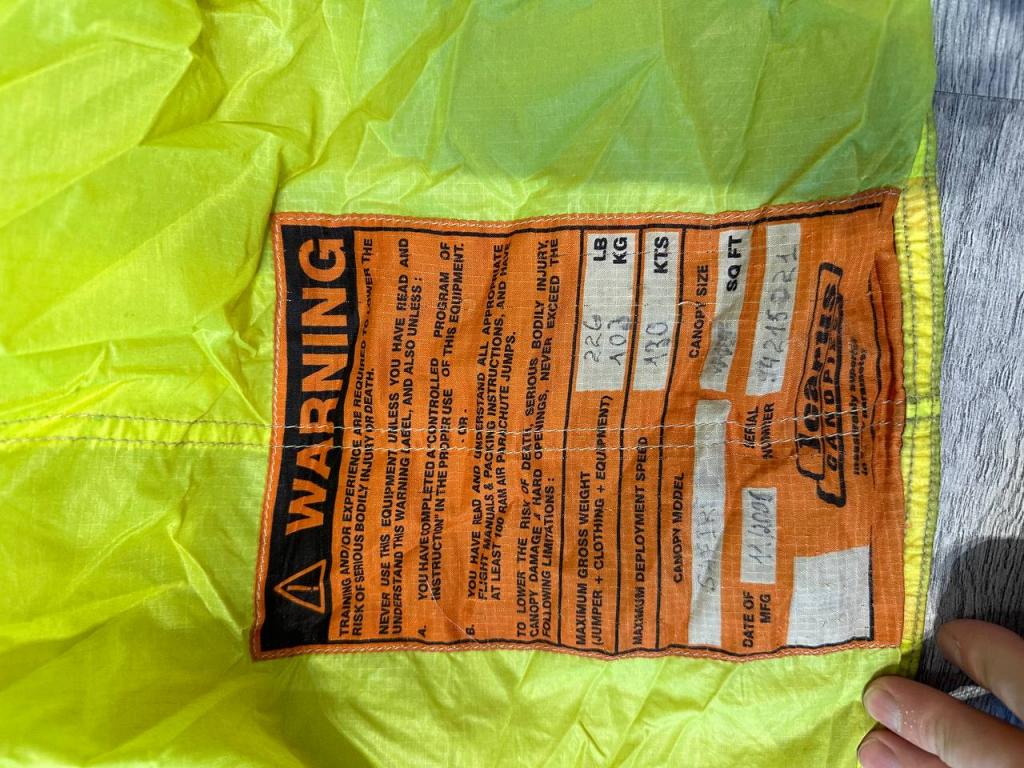 WARNING
TRAINING AND/OR EXPERIENCE ARE REQUIRED TO LOWER THE
RISK OF SERIOUS BODILY INJURY OR DEATH.
NEVER USE THIS EQUIPMENT UNLESS YOU HAVE READ AND
UNDERSTAND THIS WARNING LABEL, AND ALSO UNLESS :
A. YOU HAVE COMPLETED A "CONTROLLED PROGRAM OF
INSTRUCTION" IN THE PROPER USE OF THIS EQUIPMENT.
- OR -
B. YOU HAVE READ AND UNDERSTAND ALL APPROPRIATE
FLIGHT MANUALS & PACKING INSTRUCTIONS, AND HAVE
AT LEAST 100 RAM AIR PARACHUTE JUMPS.
TO LOWER THE RISK OF DEATH, SERIOUS BODILY INJURY,
CANOPY DAMAGE & HARD OPENINGS, NEVER EXCEED THE
FOLLOWING LIMITATIONS :
MAXIMUM GROSS WEIGHT 226 LB
(JUMPER + CLOTHING + EQUIPMENT) 103 KG
MAXIMUM DEPLOYMENT SPEED 130 KTS
CANOPY MODEL CANOPY SIZE
SQ FT
DATE OF MFG 11.2001 SERIAL NUMBER
Icarus
CANOPIES